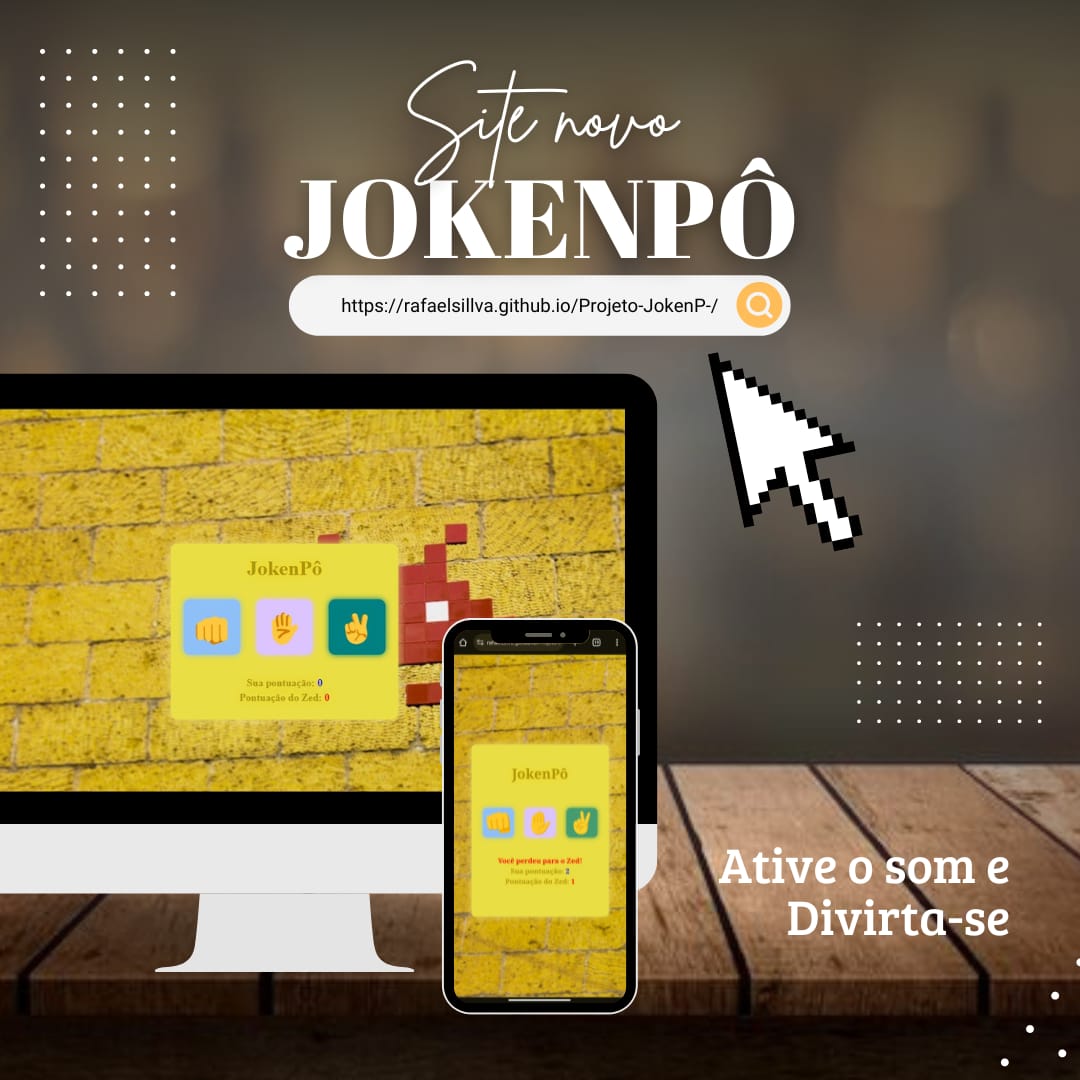 Site novo
JOKENPÔ
https://rafaelsillva.github.io/Projeto-JokenP-/
JokenPô
Sua pontuação: 0
Pontuação do Zed: 0
JokenPô
Você perdeu para o Zed!
Sua pontuação: 2
Pontuação do Zed: 1
Ative o som e
Divirta-se